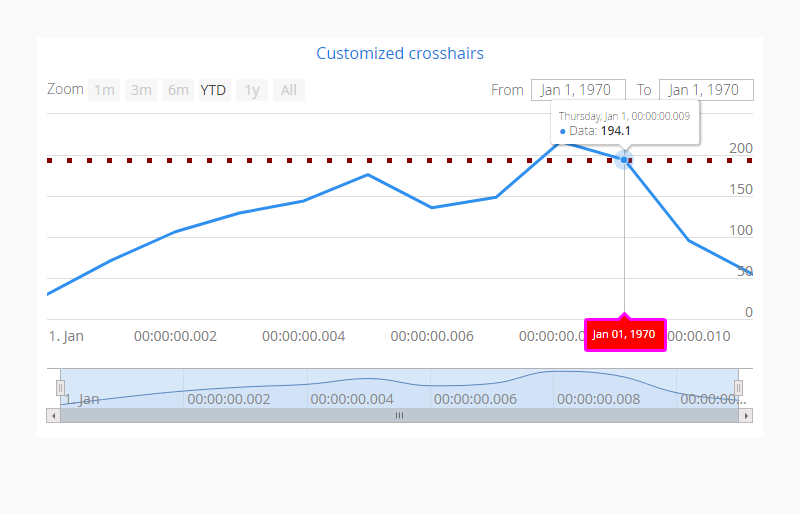 Customized crosshairs
Zoom 1m 3m 6m YTD 1y All From Jan 1, 1970 To Jan 1, 1970
Thursday, Jan 1, 00:00:00.009
Data: 194.1
200
150
100
50
0
1. Jan 00:00:00.002 00:00:00.004 00:00:00.006 00:00:00.0 Jan 01, 1970 00:00.010
1. Jan 00:00:00.002 00:00:00.004 00:00:00.006 00:00:00.008 00:00:00…